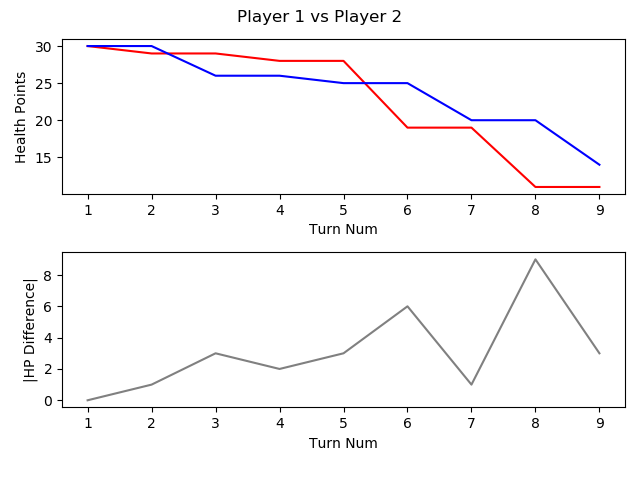 Player 1 vs Player 2
30
25
20
15
Health Points
1 2 3 4 5 6 7 8 9
Turn Num
8
6
4
2
0
|HP Difference|
1 2 3 4 5 6 7 8 9
Turn Num